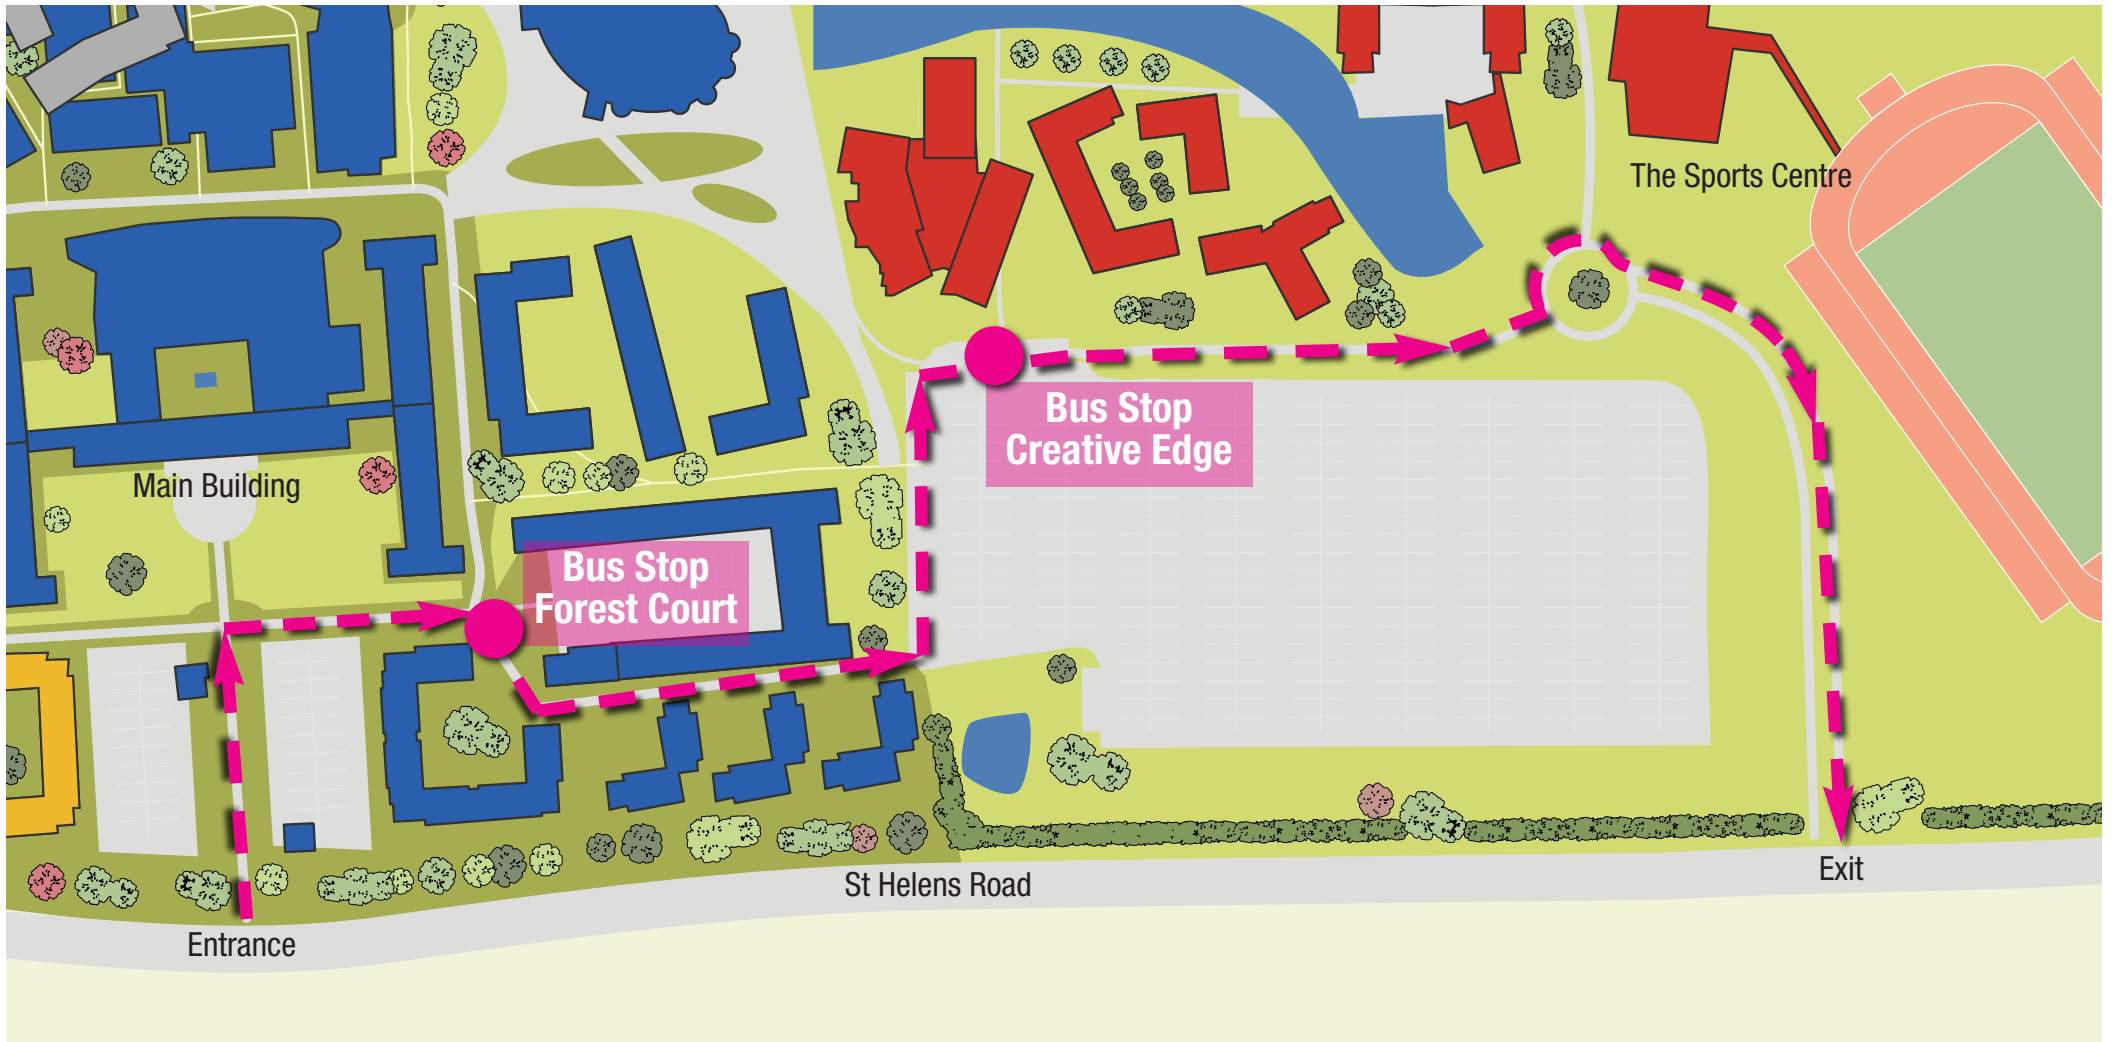 The Sports Centre
Bus Stop
Creative Edge
Main Building
Bus Stop
Forest Court
St Helens Road
Exit
Entrance